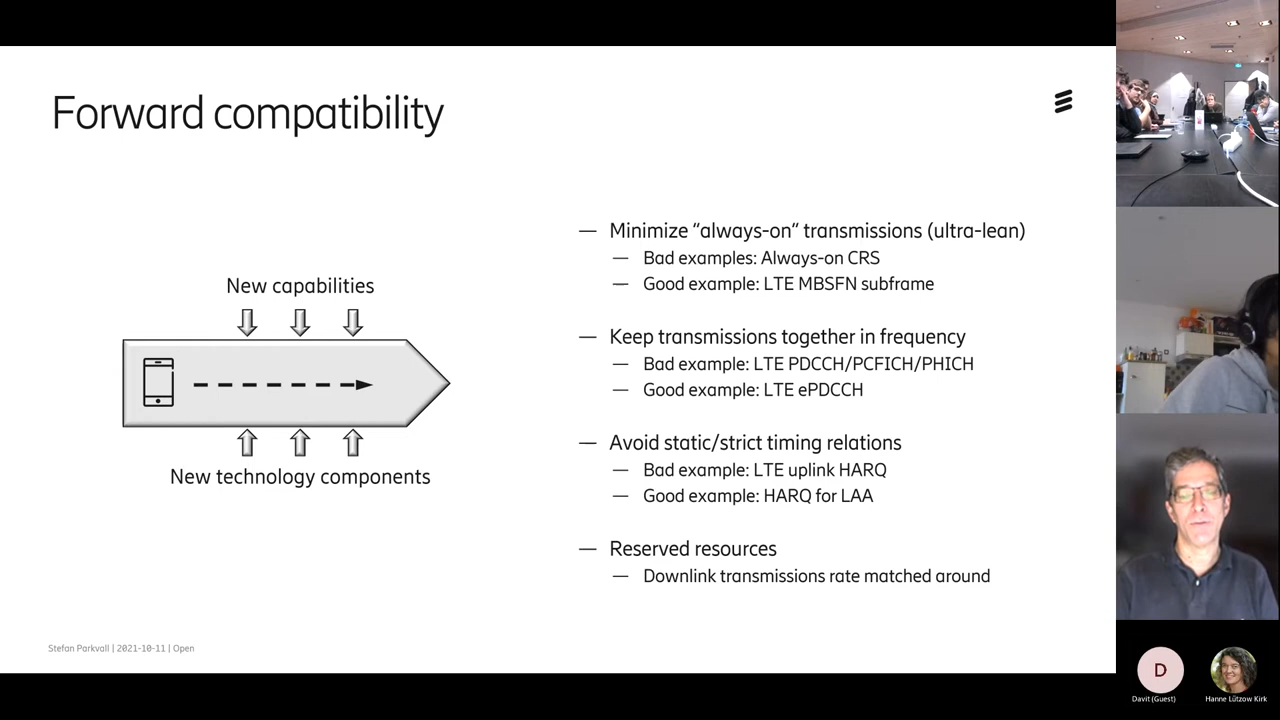 Forward compatibility
New capabilities
New technology components
— Minimize “always-on” transmissions (ultra-lean)
— Bad examples: Always-on CRS
— Good example: LTE MBSFN subframe
— Keep transmissions together in frequency
— Bad example: LTE PDCCH/PCFICH/PHICH
— Good example: LTE ePDCCH
— Avoid static/strict timing relations
— Bad example: LTE uplink HARQ
— Good example: HARQ for LAA
— Reserved resources
— Downlink transmissions rate matched around
Stefan Parkvall | 2021-10-11 | Open
D
Davit (Guest)
Hanne Lützow Kirk